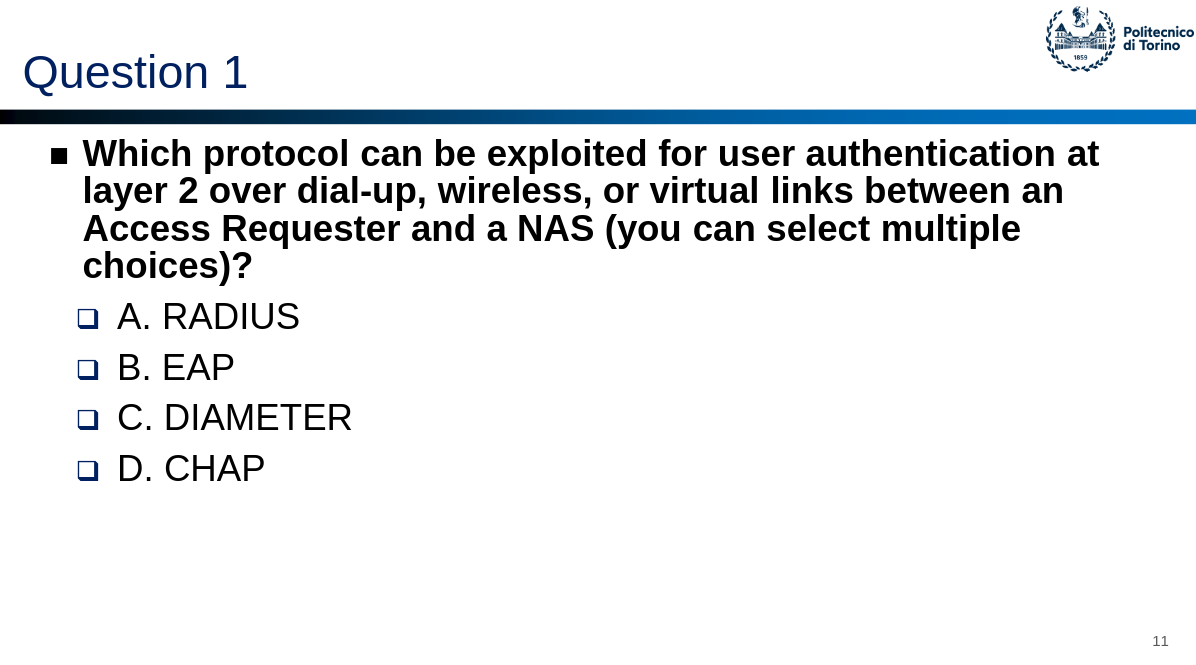 Politecnico
di Torino
1859
Question 1
Which protocol can be exploited for user authentication at
layer 2 over dial-up, wireless, or virtual links between an
Access Requester and a NAS (you can select multiple
choices)?
A. RADIUS
B. EAP
C. DIAMETER
D. CHAP
11